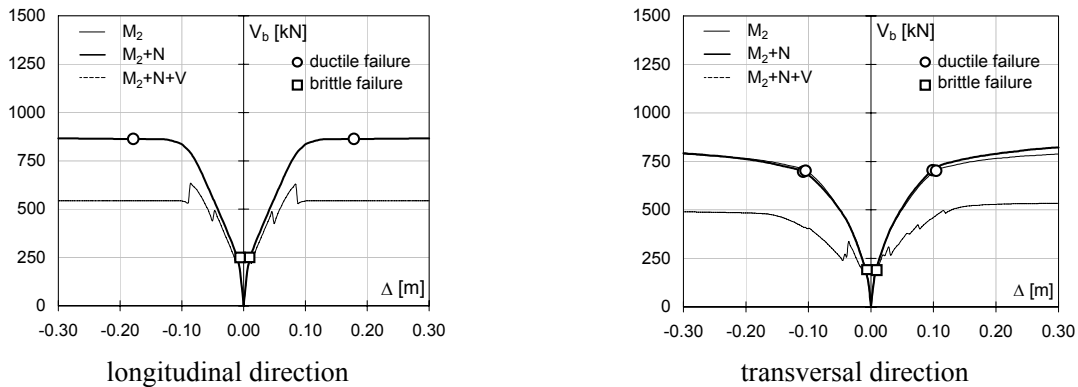 1500
1250
1000
750
500
250
0
V_b [kN]
M_2
M_2+N
M_2+N+V
ductile failure
brittle failure
Δ [m]
-0.30 -0.20 -0.10 0.00 0.10 0.20 0.30
longitudinal direction
1500
1250
1000
750
500
250
0
V_b [kN]
M_2
M_2+N
M_2+N+V
ductile failure
brittle failure
Δ [m]
-0.30 -0.20 -0.10 0.00 0.10 0.20 0.30
transversal direction